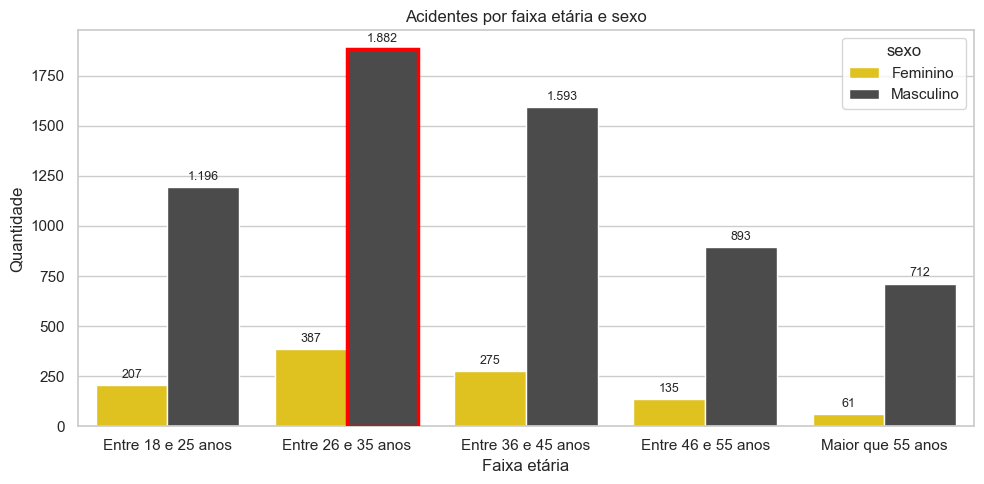 Acidentes por faixa etária e sexo
sexo
Feminino
Masculino
Quantidade
1750
1500
1250
1000
750
500
250
0
207
1.196
387
1.882
275
1.593
135
893
61
712
Entre 18 e 25 anos
Entre 26 e 35 anos
Entre 36 e 45 anos
Entre 46 e 55 anos
Maior que 55 anos
Faixa etária